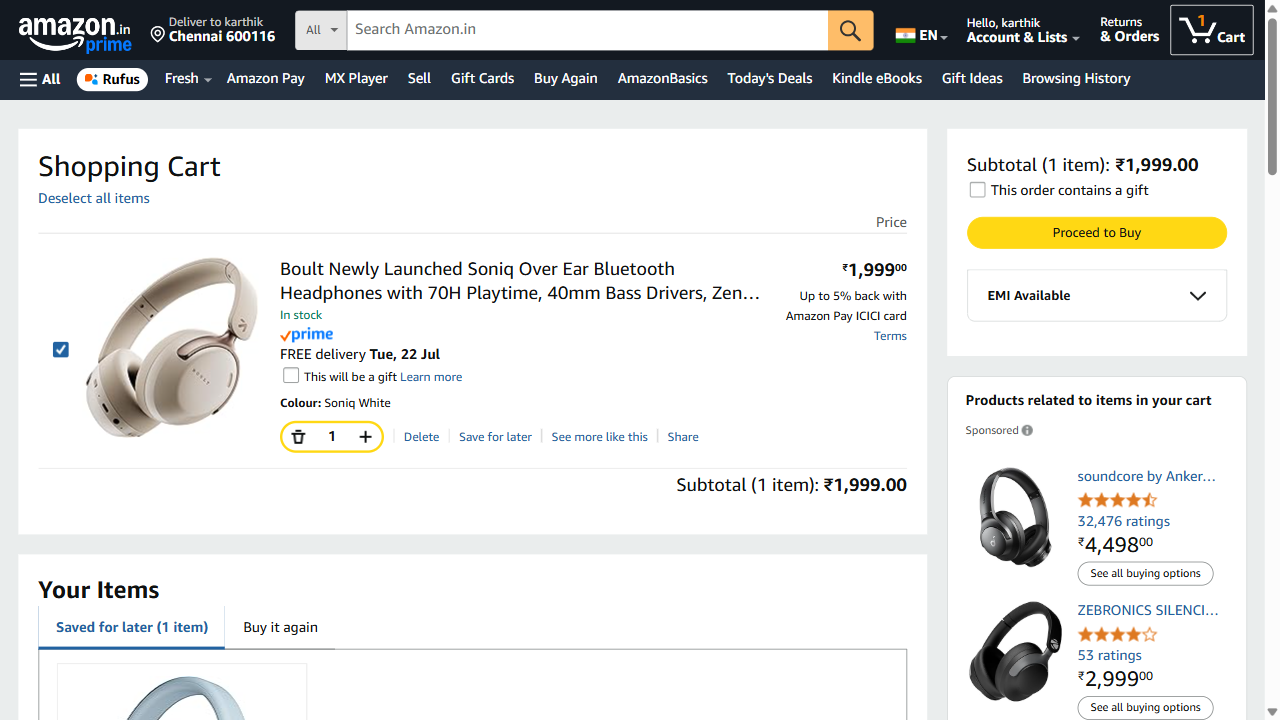 amazon.in
prime
Deliver to karthik
Chennai 600116
All
Search Amazon.in
EN
Hello, karthik
Account & Lists
Returns
& Orders
1
Cart
All
Rufus
Fresh
Amazon Pay
MX Player
Sell
Gift Cards
Buy Again
AmazonBasics
Today's Deals
Kindle eBooks
Gift Ideas
Browsing History
Shopping Cart
Deselect all items
Price
Boult Newly Launched Soniq Over Ear Bluetooth
Headphones with 70H Playtime, 40mm Bass Drivers, Zen…
In stock
prime
FREE delivery Tue, 22 Jul
This will be a gift Learn more
Colour: Soniq White
1
Delete
Save for later
See more like this
Share
₹1,99900
Up to 5% back with
Amazon Pay ICICI card
Terms
Subtotal (1 item): ₹1,999.00
Your Items
Saved for later (1 item)
Buy it again
Subtotal (1 item): ₹1,999.00
This order contains a gift
Proceed to Buy
EMI Available
Products related to items in your cart
Sponsored
soundcore by Anker…
32,476 ratings
₹4,49800
See all buying options
ZEBRONICS SILENCI…
53 ratings
₹2,99900
See all buying options